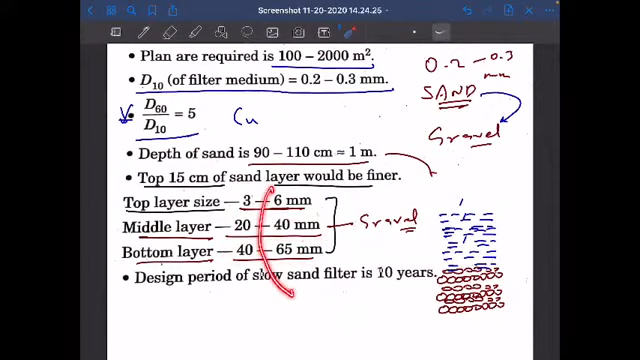 Screenshot 11-20-2020 14.24.25
• Plan are required is 100 – 2000 m².
• D₁₀ (of filter medium) = 0.2 – 0.3 mm.
• D₆₀/D₁₀ = 5
Cu
• Depth of sand is 90 – 110 cm ≈ 1 m.
• Top 15 cm of sand layer would be finer.
Top layer size — 3 – 6 mm
Middle layer — 20 – 40 mm
Bottom layer — 40 – 65 mm
• Design period of slow sand filter is 10 years.
0.2 – 0.3
mm
SAND
Gravel
Gravel